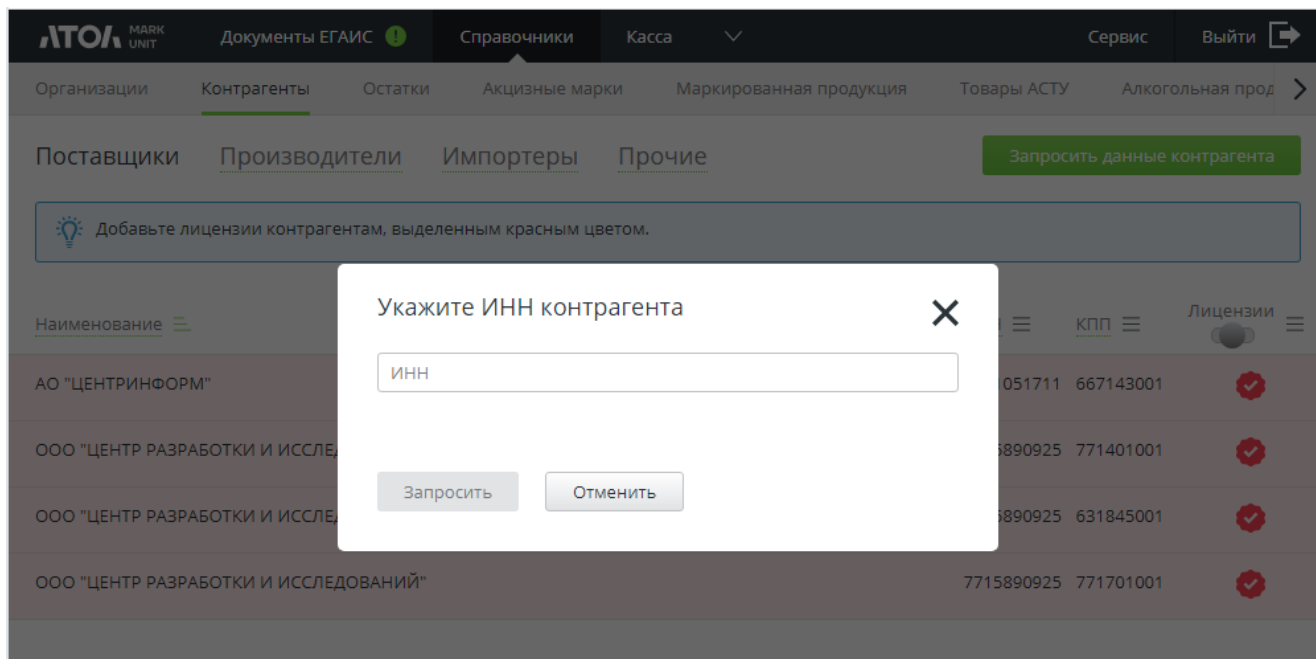 АТОЛ MARK UNIT Документы ЕГАИС ! Справочники Касса Сервис Выйти
Организации Контрагенты Остатки Акцизные марки Маркированная продукция Товары АСТУ Алкогольная прод
Поставщики Производители Импортеры Прочие Запросить данные контрагента
Добавьте лицензии контрагентам, выделенным красным цветом.
Укажите ИНН контрагента
Наименование КПП Лицензии
ИНН
АО "ЦЕНТРИНФОРМ" 051711 667143001
ООО "ЦЕНТР РАЗРАБОТКИ И ИССЛЕ 890925 771401001
Запросить Отменить
ООО "ЦЕНТР РАЗРАБОТКИ И ИССЛЕ 890925 631845001
ООО "ЦЕНТР РАЗРАБОТКИ И ИССЛЕДОВАНИЙ" 7715890925 771701001